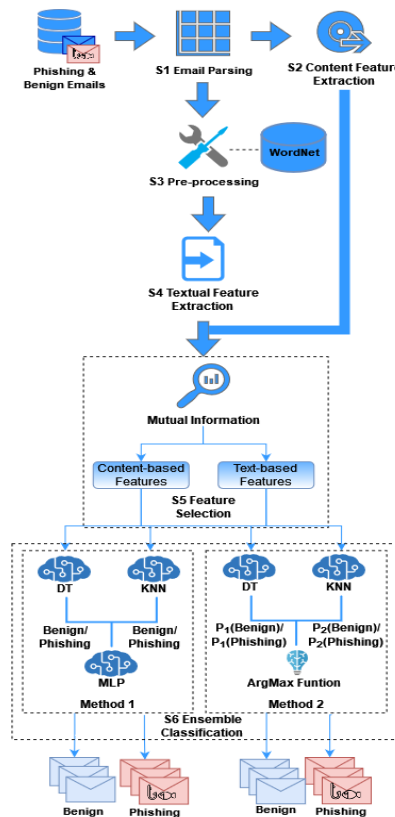 Phishing &
Benign Emails
S1 Email Parsing
S2 Content Feature
Extraction
S3 Pre-processing
WordNet
S4 Textual Feature
Extraction
Mutual Information
Content-based
Features
Text-based
Features
S5 Feature
Selection
DT
KNN
DT
KNN
Benign/
Phishing
Benign/
Phishing
P1(Benign)/
P1(Phishing)
P2(Benign)/
P2(Phishing)
MLP
ArgMax Funtion
Method 1
Method 2
S6 Ensemble
Classification
Benign
Phishing
Benign
Phishing